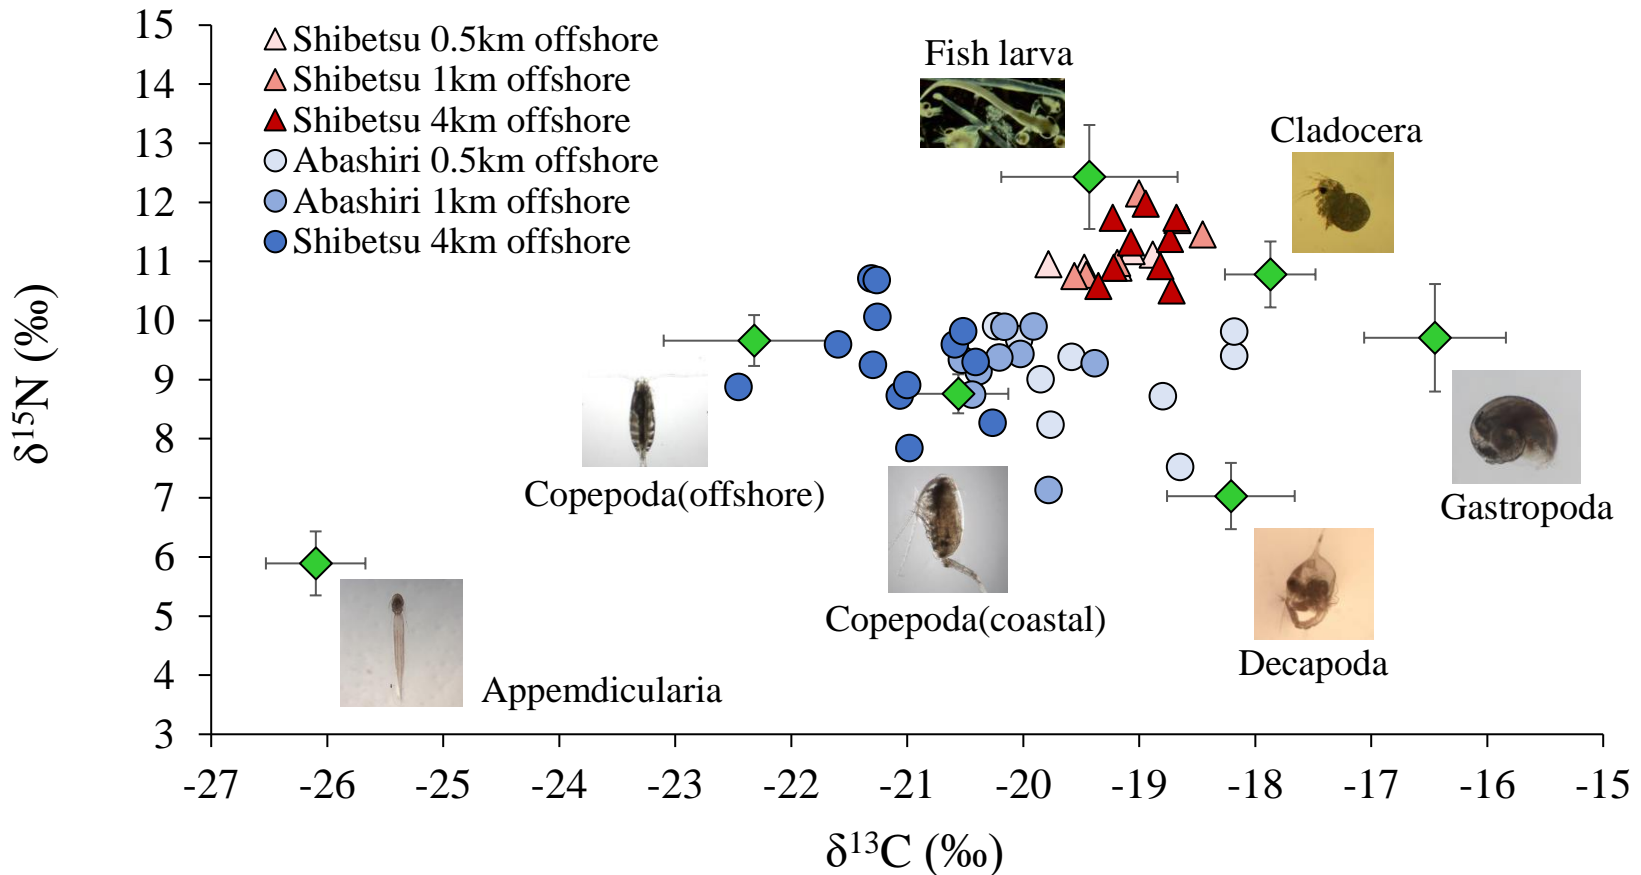 15
14
13
12
11
10
9
8
7
6
5
4
3
δ15N (‰)
Shibetsu 0.5km offshore
Shibetsu 1km offshore
Shibetsu 4km offshore
Abashiri 0.5km offshore
Abashiri 1km offshore
Shibetsu 4km offshore
Fish larva
Cladocera
Copepoda(offshore)
Gastropoda
Copepoda(coastal)
Decapoda
Appemdicularia
-27 -26 -25 -24 -23 -22 -21 -20 -19 -18 -17 -16 -15
δ13C (‰)